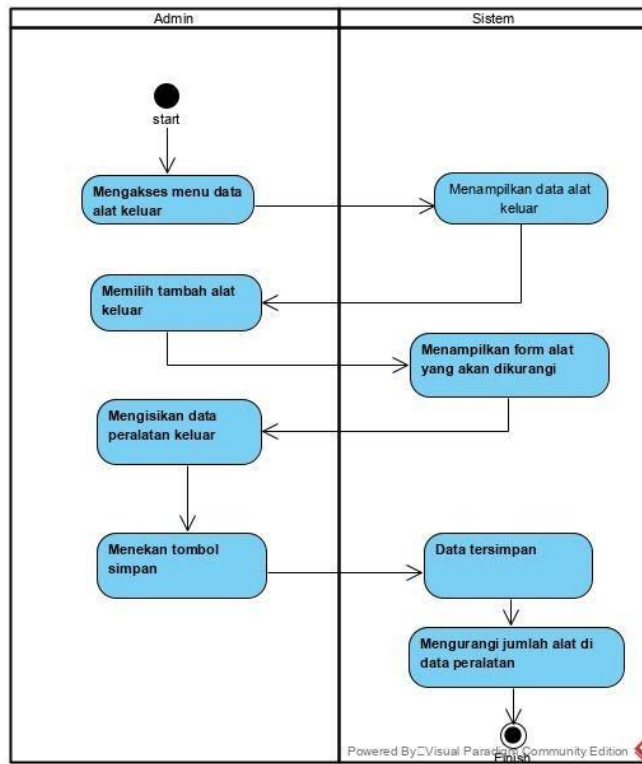 Admin
Sistem
start
Mengakses menu data
alat keluar
Menampilkan data alat
keluar
Memilih tambah alat
keluar
Menampilkan form alat
yang akan dikurangi
Mengisikan data
peralatan keluar
Menekan tombol
simpan
Data tersimpan
Mengurangi jumlah alat di
data peralatan
Powered By Visual Paradigm Community Edition
Finish